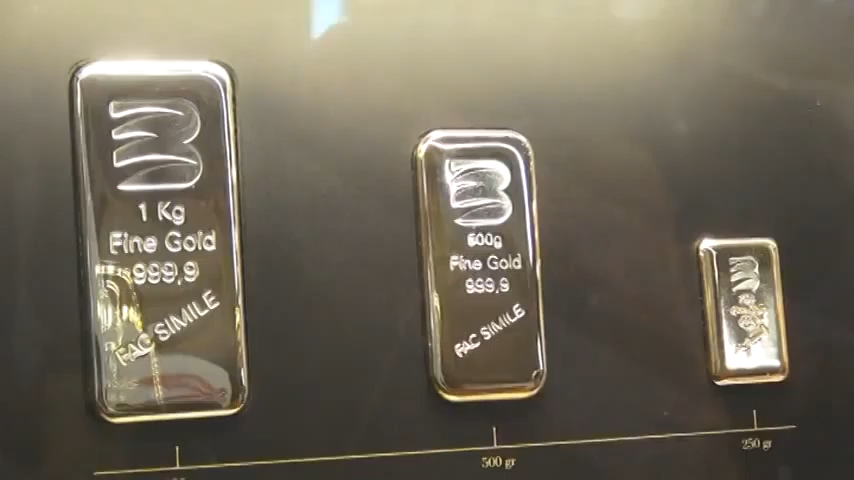 1 Kg
Fine Gold
999,9
FAC SIMILE
500g
Fine Gold
999,9
FAC SIMILE
500 gr
250 gr